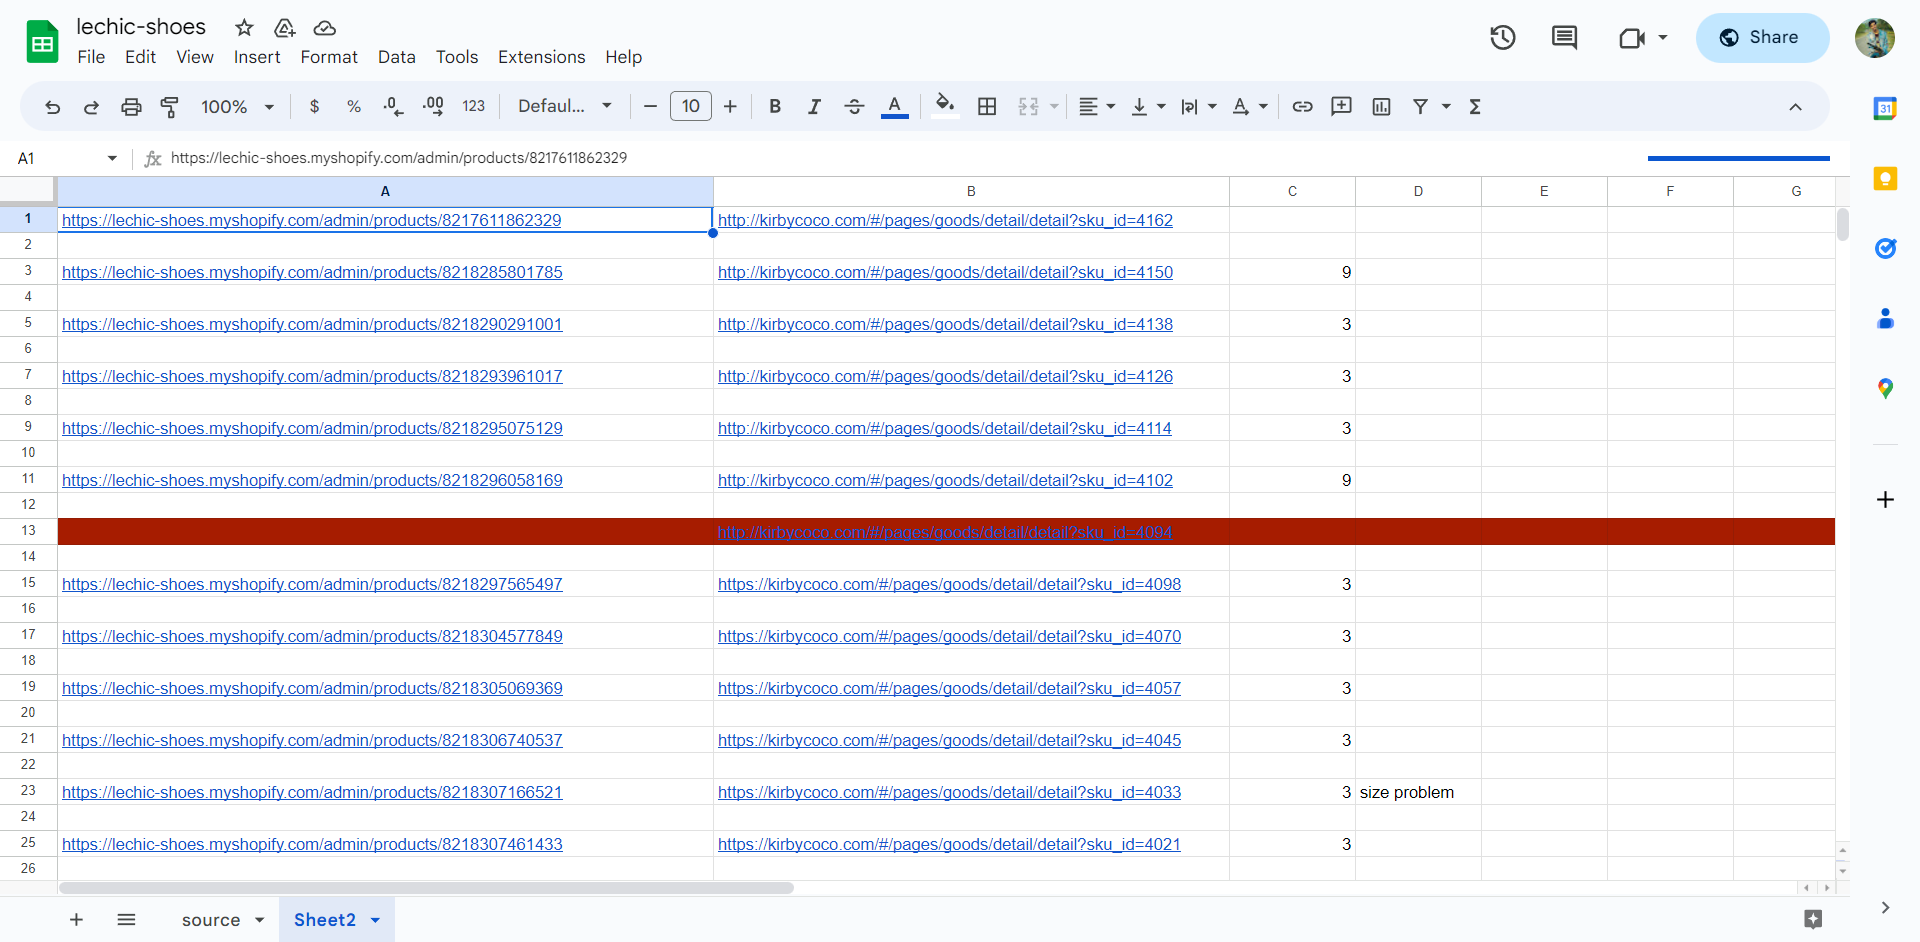 lechic-shoes
File Edit View Insert Format Data Tools Extensions Help
Share
100% $ % .0 .00 123 Defaul... 10 B I A A Σ
31
A1 fx https://lechic-shoes.myshopify.com/admin/products/8217611862329
A B C D E F G
1 https://lechic-shoes.myshopify.com/admin/products/8217611862329 http://kirbycoco.com/#/pages/goods/detail/detail?sku_id=4162
2
3 https://lechic-shoes.myshopify.com/admin/products/8218285801785 http://kirbycoco.com/#/pages/goods/detail/detail?sku_id=4150 9
4
5 https://lechic-shoes.myshopify.com/admin/products/8218290291001 http://kirbycoco.com/#/pages/goods/detail/detail?sku_id=4138 3
6
7 https://lechic-shoes.myshopify.com/admin/products/8218293961017 http://kirbycoco.com/#/pages/goods/detail/detail?sku_id=4126 3
8
9 https://lechic-shoes.myshopify.com/admin/products/8218295075129 http://kirbycoco.com/#/pages/goods/detail/detail?sku_id=4114 3
10
11 https://lechic-shoes.myshopify.com/admin/products/8218296058169 http://kirbycoco.com/#/pages/goods/detail/detail?sku_id=4102 9
12
13 http://kirbycoco.com/#/pages/goods/detail/detail?sku_id=4094
14
15 https://lechic-shoes.myshopify.com/admin/products/8218297565497 https://kirbycoco.com/#/pages/goods/detail/detail?sku_id=4098 3
16
17 https://lechic-shoes.myshopify.com/admin/products/8218304577849 https://kirbycoco.com/#/pages/goods/detail/detail?sku_id=4070 3
18
19 https://lechic-shoes.myshopify.com/admin/products/8218305069369 https://kirbycoco.com/#/pages/goods/detail/detail?sku_id=4057 3
20
21 https://lechic-shoes.myshopify.com/admin/products/8218306740537 https://kirbycoco.com/#/pages/goods/detail/detail?sku_id=4045 3
22
23 https://lechic-shoes.myshopify.com/admin/products/8218307166521 https://kirbycoco.com/#/pages/goods/detail/detail?sku_id=4033 3 size problem
24
25 https://lechic-shoes.myshopify.com/admin/products/8218307461433 https://kirbycoco.com/#/pages/goods/detail/detail?sku_id=4021 3
26
source Sheet2